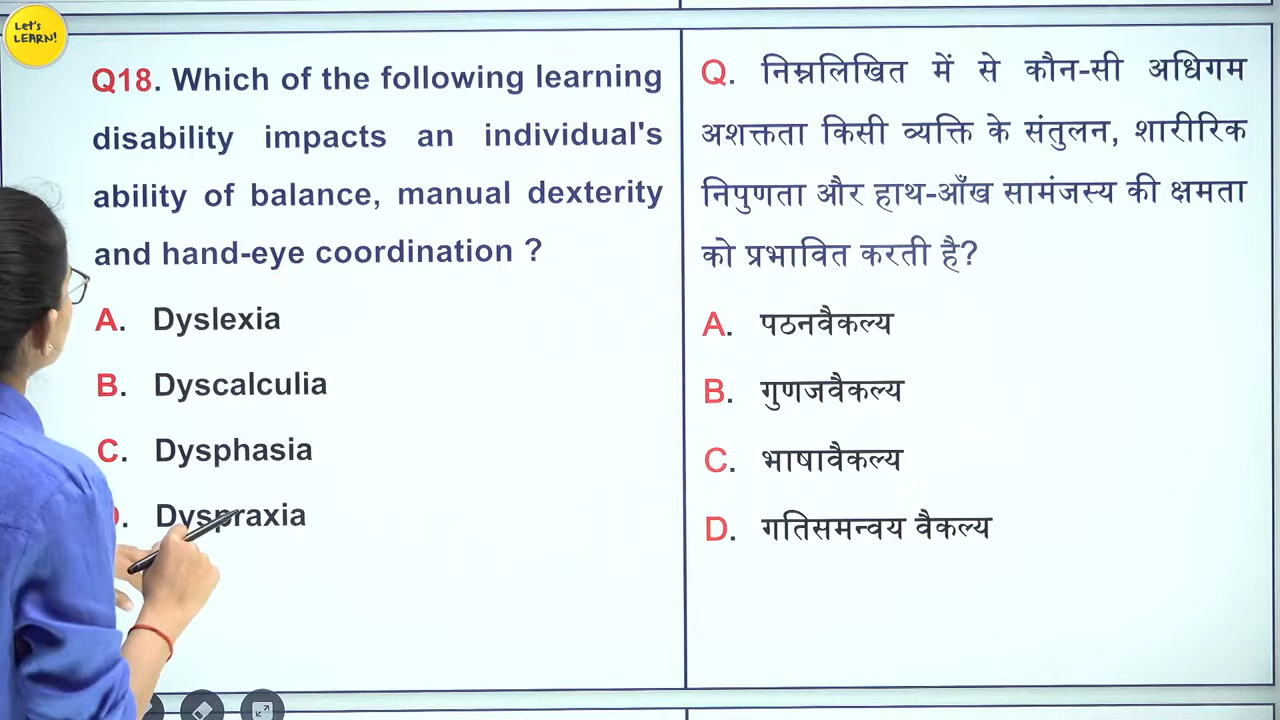 Let's
LEARN!
Q18. Which of the following learning
disability impacts an individual's
ability of balance, manual dexterity
and hand-eye coordination ?
A. Dyslexia
B. Dyscalculia
C. Dysphasia
. Dyspraxia
Q. निम्नलिखित में से कौन-सी अधिगम
अशक्तता किसी व्यक्ति के संतुलन, शारीरिक
निपुणता और हाथ-आँख सामंजस्य की क्षमता
को प्रभावित करती है?
A. पठनवैकल्य
B. गुणजवैकल्य
C. भाषावैकल्य
D. गतिसमन्वय वैकल्य